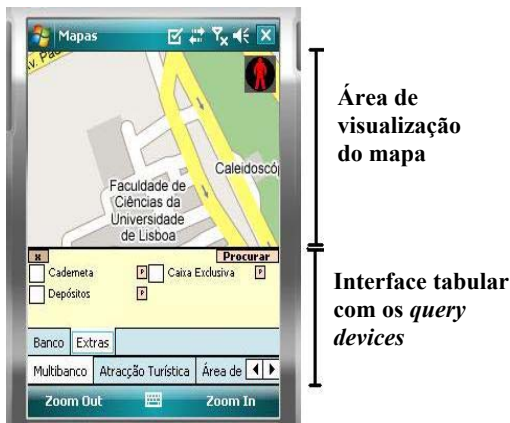 Mapas
Av. Pad
Caleidoscóp
Faculdade de
Ciências da
Universidade
de Lisboa
x
Procurar
Caderneta P Caixa Exclusiva P
Depósitos P
Banco Extras
Multibanco Atracção Turística Área de
Zoom Out Zoom In
Área de
visualização
do mapa
Interface tabular
com os query
devices